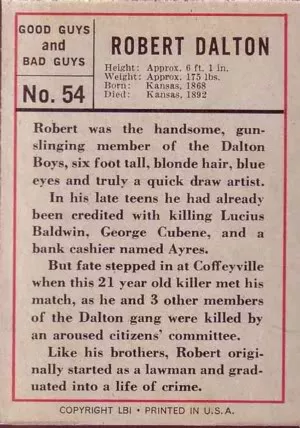 GOOD GUYS
and
BAD GUYS
No. 54
ROBERT DALTON
Height: Approx. 6 ft. 1 in.
Weight: Approx. 175 lbs.
Born: Kansas, 1868
Died: Kansas, 1892
Robert was the handsome, gun-
slinging member of the Dalton
Boys, six foot tall, blonde hair, blue
eyes and truly a quick draw artist.
In his late teens he had already
been credited with killing Lucius
Baldwin, George Cubene, and a
bank cashier named Ayres.
But fate stepped in at Coffeyville
when this 21 year old killer met his
match, as he and 3 other members
of the Dalton gang were killed by
an aroused citizens' committee.
Like his brothers, Robert origi-
nally started as a lawman and grad-
uated into a life of crime.
COPYRIGHT LBI • PRINTED IN U.S.A.